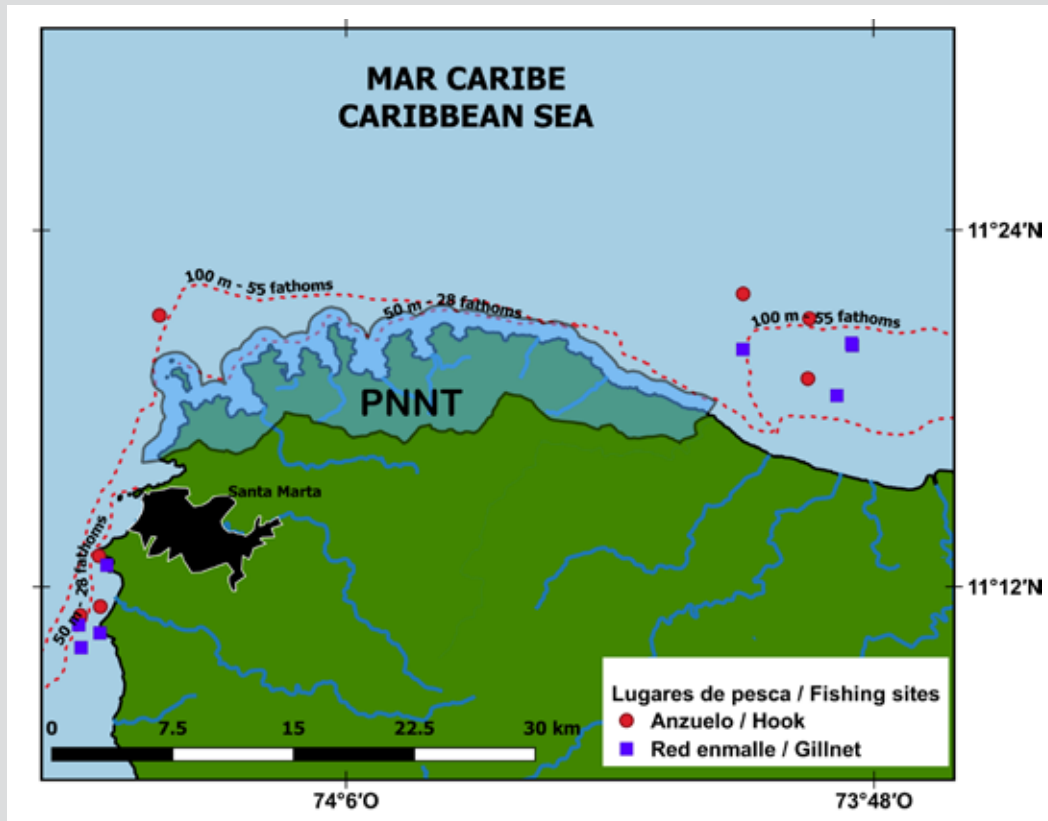 MAR CARIBE
CARIBBEAN SEA
11°24'N
100 m - 55 fathoms
50 m - 28 fathoms
100 m - 55 fathoms
PNNT
Santa Marta
50 m - 28 fathoms
11°12'N
Lugares de pesca / Fishing sites
Anzuelo / Hook
Red enmalle / Gillnet
0 7.5 15 22.5 30 km
74°6'O
73°48'O